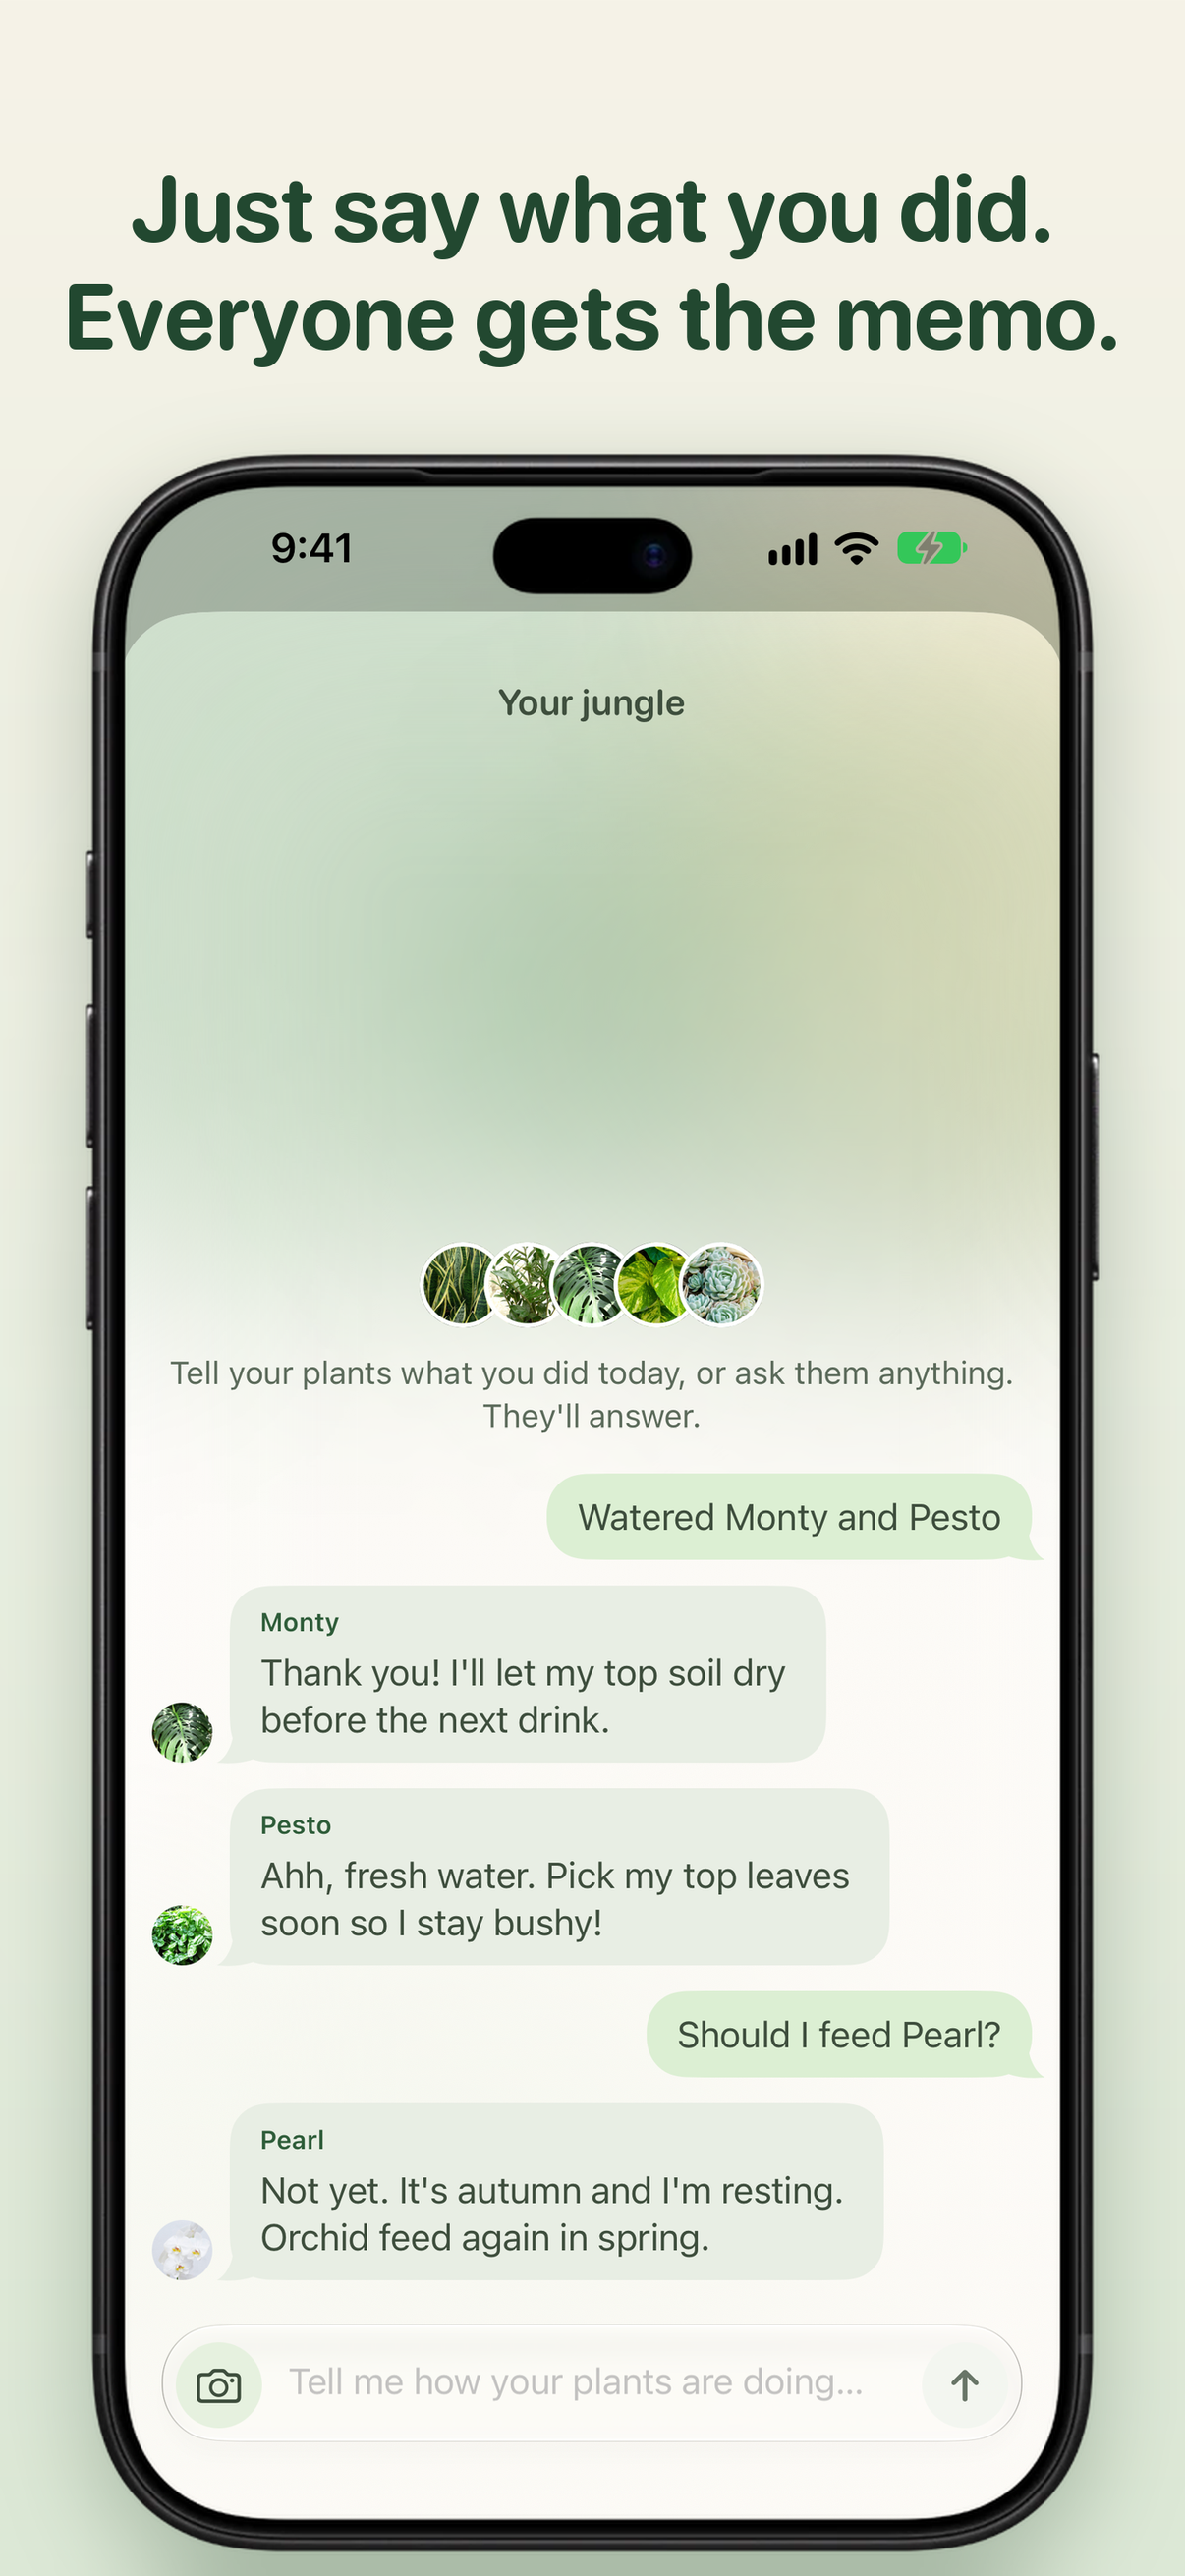 Just say what you did.
Everyone gets the memo.
9:41
Your jungle
Tell your plants what you did today, or ask them anything.
They'll answer.
Watered Monty and Pesto
Monty
Thank you! I'll let my top soil dry
before the next drink.
Pesto
Ahh, fresh water. Pick my top leaves
soon so I stay bushy!
Should I feed Pearl?
Pearl
Not yet. It's autumn and I'm resting.
Orchid feed again in spring.
Tell me how your plants are doing...